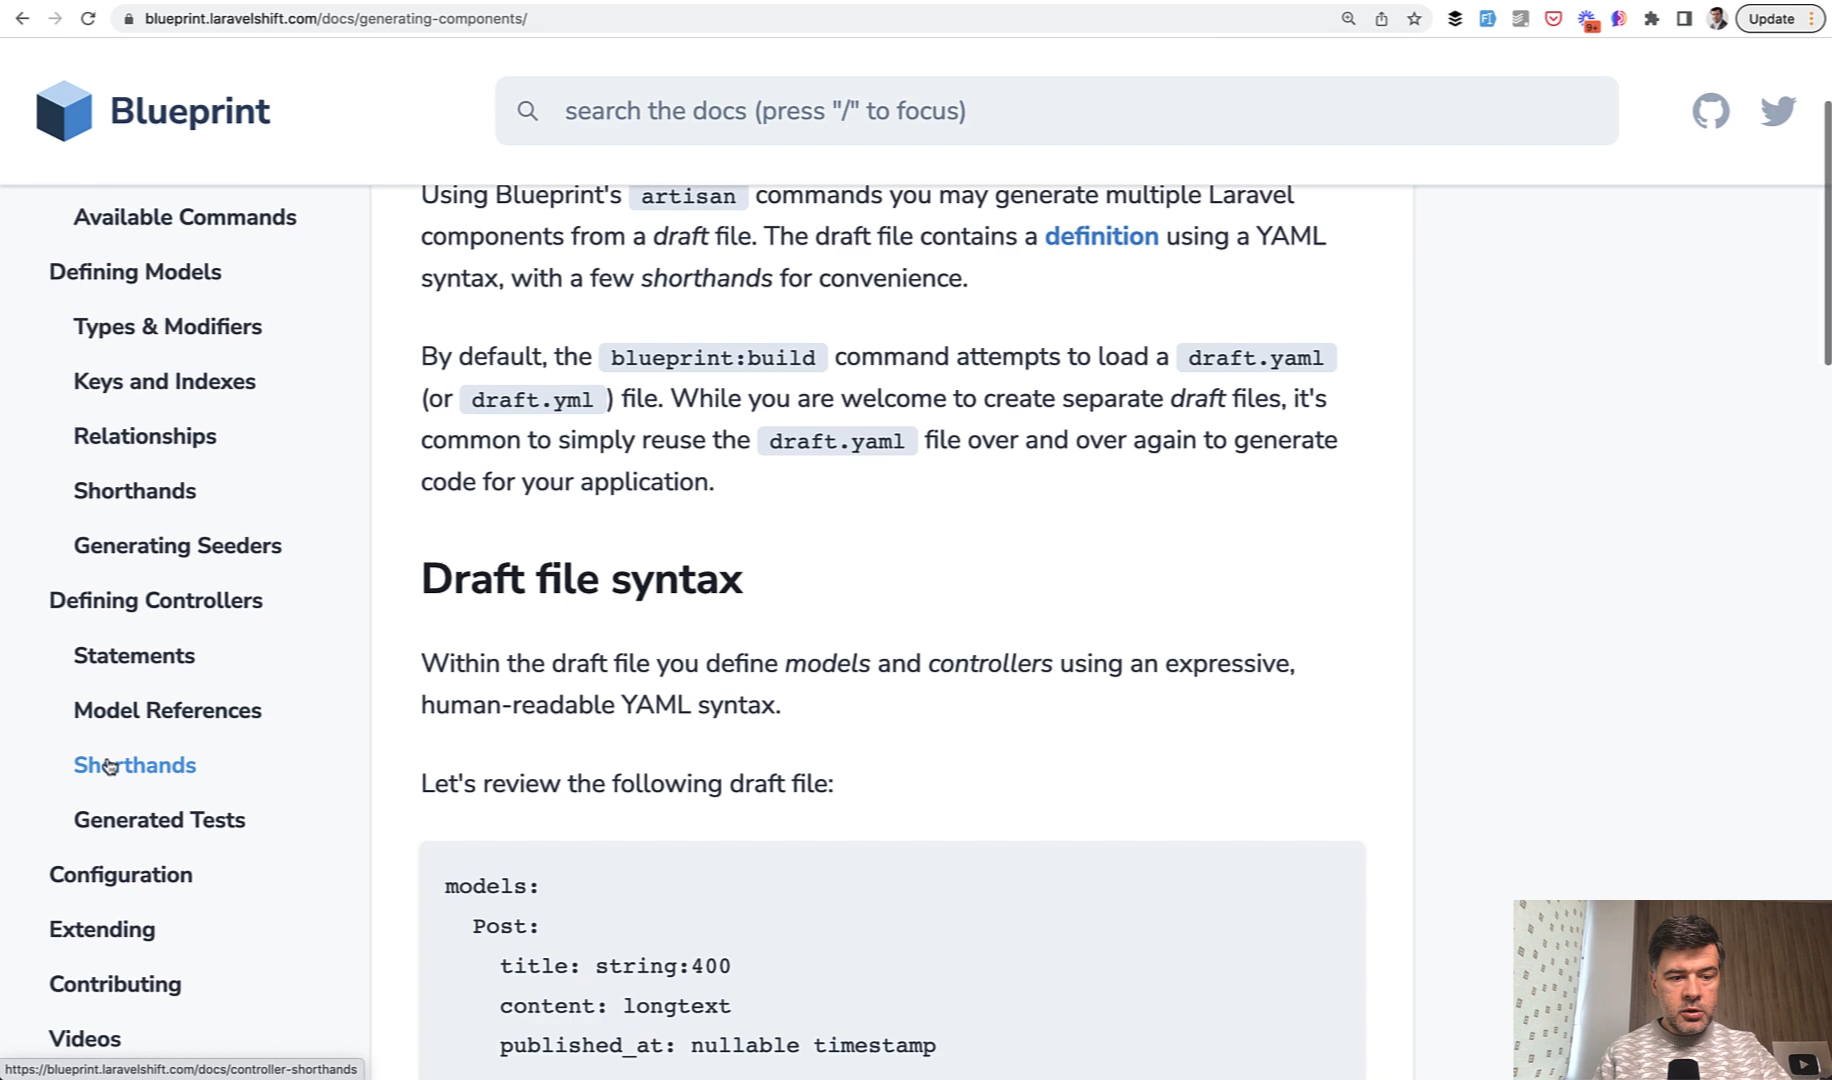 blueprint.laravelshift.com/docs/generating-components/
9+
Update
Blueprint
search the docs (press "/" to focus)
Available Commands
Defining Models
Types & Modifiers
Keys and Indexes
Relationships
Shorthands
Generating Seeders
Defining Controllers
Statements
Model References
Shorthands
Generated Tests
Configuration
Extending
Contributing
Videos
Using Blueprint's artisan commands you may generate multiple Laravel
components from a draft file. The draft file contains a definition using a YAML
syntax, with a few shorthands for convenience.
By default, the blueprint:build command attempts to load a draft.yaml
(or draft.yml ) file. While you are welcome to create separate draft files, it's
common to simply reuse the draft.yaml file over and over again to generate
code for your application.
Draft file syntax
Within the draft file you define models and controllers using an expressive,
human-readable YAML syntax.
Let's review the following draft file:
models:
Post:
title: string:400
content: longtext
published_at: nullable timestamp
https://blueprint.laravelshift.com/docs/controller-shorthands